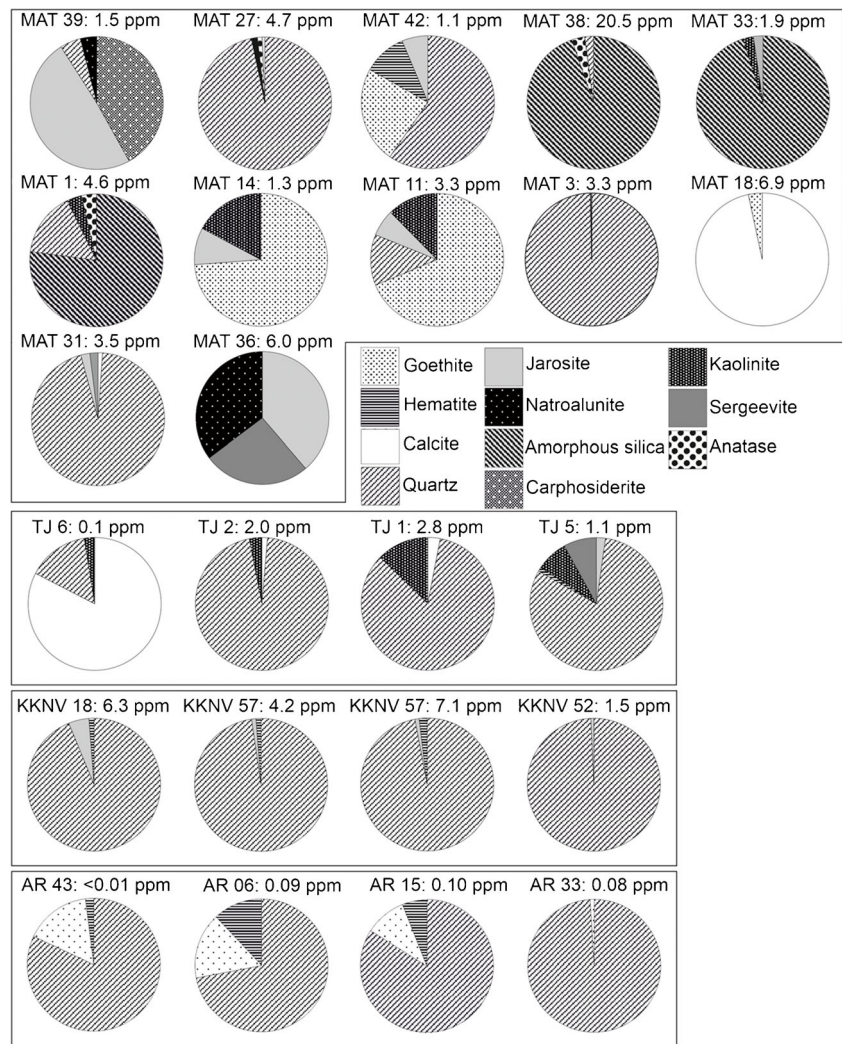 MAT 39: 1.5 ppm MAT 27: 4.7 ppm MAT 42: 1.1 ppm MAT 38: 20.5 ppm MAT 33:1.9 ppm
MAT 1: 4.6 ppm MAT 14: 1.3 ppm MAT 11: 3.3 ppm MAT 3: 3.3 ppm MAT 18:6.9 ppm
MAT 31: 3.5 ppm MAT 36: 6.0 ppm
Goethite Jarosite Kaolinite
Hematite Natroalunite Sergeevite
Calcite Amorphous silica Anatase
Quartz Carphosiderite
TJ 6: 0.1 ppm TJ 2: 2.0 ppm TJ 1: 2.8 ppm TJ 5: 1.1 ppm
KKNV 18: 6.3 ppm KKNV 57: 4.2 ppm KKNV 57: 7.1 ppm KKNV 52: 1.5 ppm
AR 43: <0.01 ppm AR 06: 0.09 ppm AR 15: 0.10 ppm AR 33: 0.08 ppm